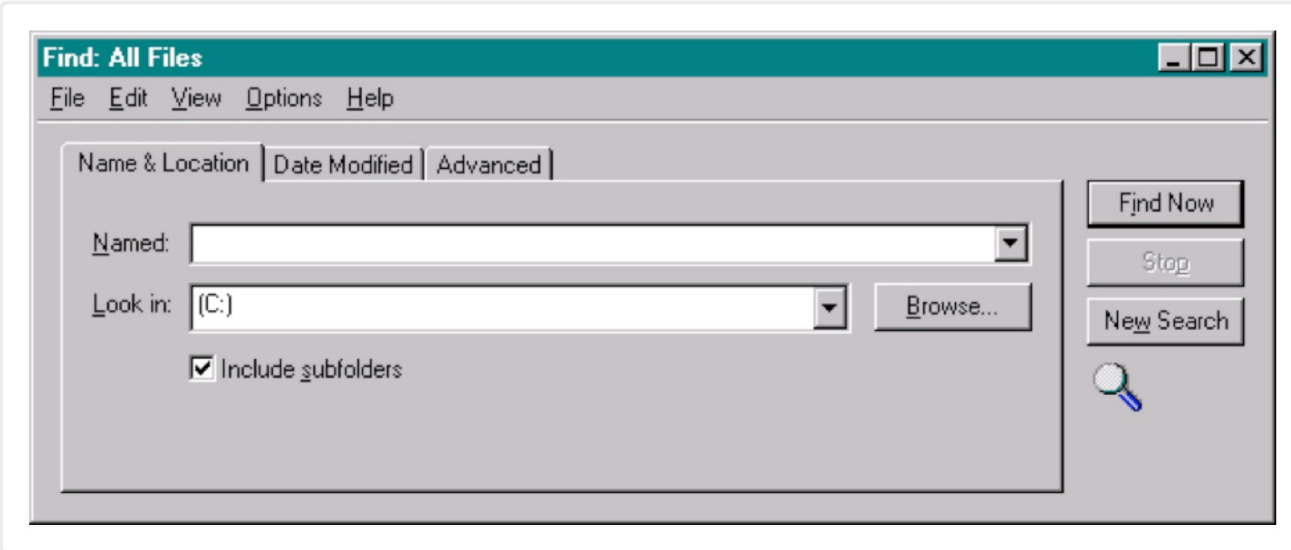 Find: All Files
File Edit View Options Help
Name & Location Date Modified Advanced
Named:
Look in: (C:) Browse...
Include subfolders
Find Now
Stop
New Search